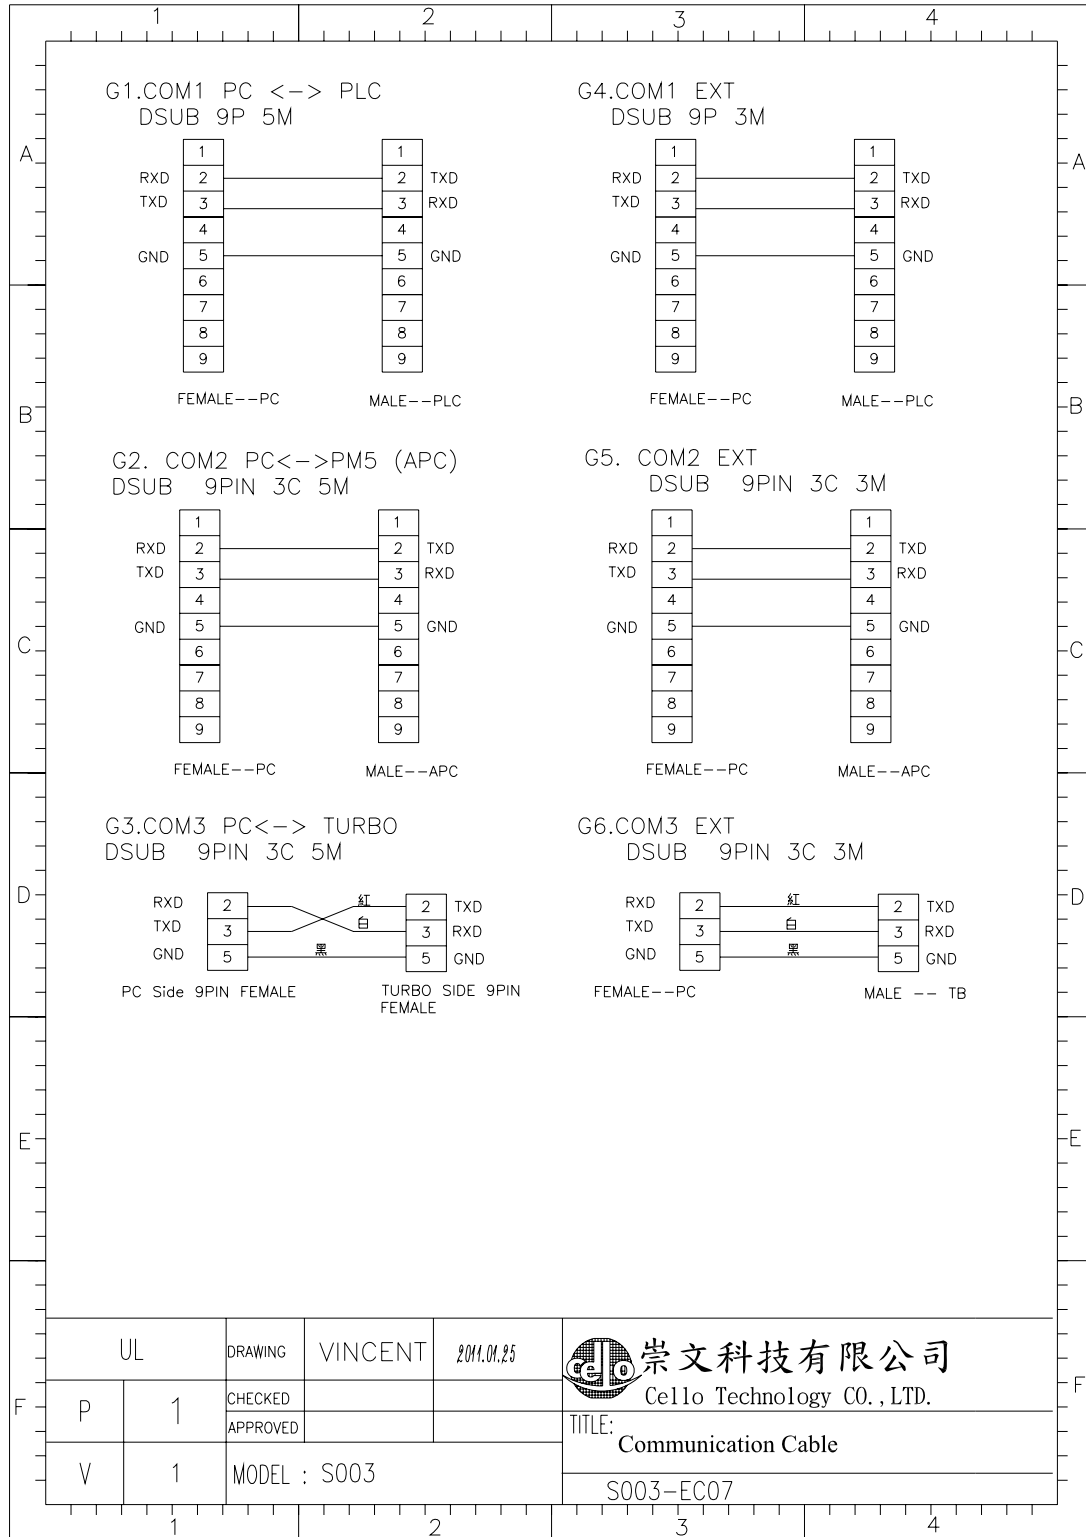 1 2 3 4
G1.COM1 PC <-> PLC
DSUB 9P 5M
1 1
RXD 2 2 TXD
TXD 3 3 RXD
4 4
GND 5 5 GND
6 6
7 7
8 8
9 9
FEMALE--PC MALE--PLC
G4.COM1 EXT
DSUB 9P 3M
1 1
RXD 2 2 TXD
TXD 3 3 RXD
4 4
GND 5 5 GND
6 6
7 7
8 8
9 9
FEMALE--PC MALE--PLC
A A
B B
G2. COM2 PC<->PM5 (APC)
DSUB 9PIN 3C 5M
1 1
RXD 2 2 TXD
TXD 3 3 RXD
4 4
GND 5 5 GND
6 6
7 7
8 8
9 9
FEMALE--PC MALE--APC
G5. COM2 EXT
DSUB 9PIN 3C 3M
1 1
RXD 2 2 TXD
TXD 3 3 RXD
4 4
GND 5 5 GND
6 6
7 7
8 8
9 9
FEMALE--PC MALE--APC
C C
G3.COM3 PC<-> TURBO
DSUB 9PIN 3C 5M
RXD 2 紅 2 TXD
TXD 3 白 3 RXD
GND 5 黑 5 GND
PC Side 9PIN FEMALE
TURBO SIDE 9PIN
FEMALE
G6.COM3 EXT
DSUB 9PIN 3C 3M
RXD 2 紅 2 TXD
TXD 3 白 3 RXD
GND 5 黑 5 GND
FEMALE--PC MALE -- TB
D D
E E
F F
UL DRAWING VINCENT 2011.01.25
P 1 CHECKED
APPROVED
V 1 MODEL : S003
cello
崇文科技有限公司
Cello Technology CO.,LTD.
TITLE:
Communication Cable
S003-EC07
1 2 3 4